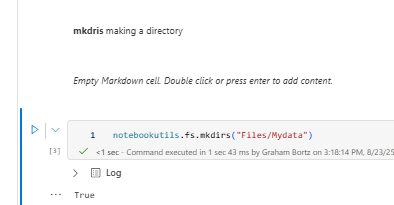 mkdris making a directory
Empty Markdown cell. Double click or press enter to add content.
1 notebookutils.fs.mkdirs("Files/Mydata")
[3] <1 sec - Command executed in 1 sec 43 ms by Graham Bortz on 3:18:14 PM, 8/23/25
Log
... True